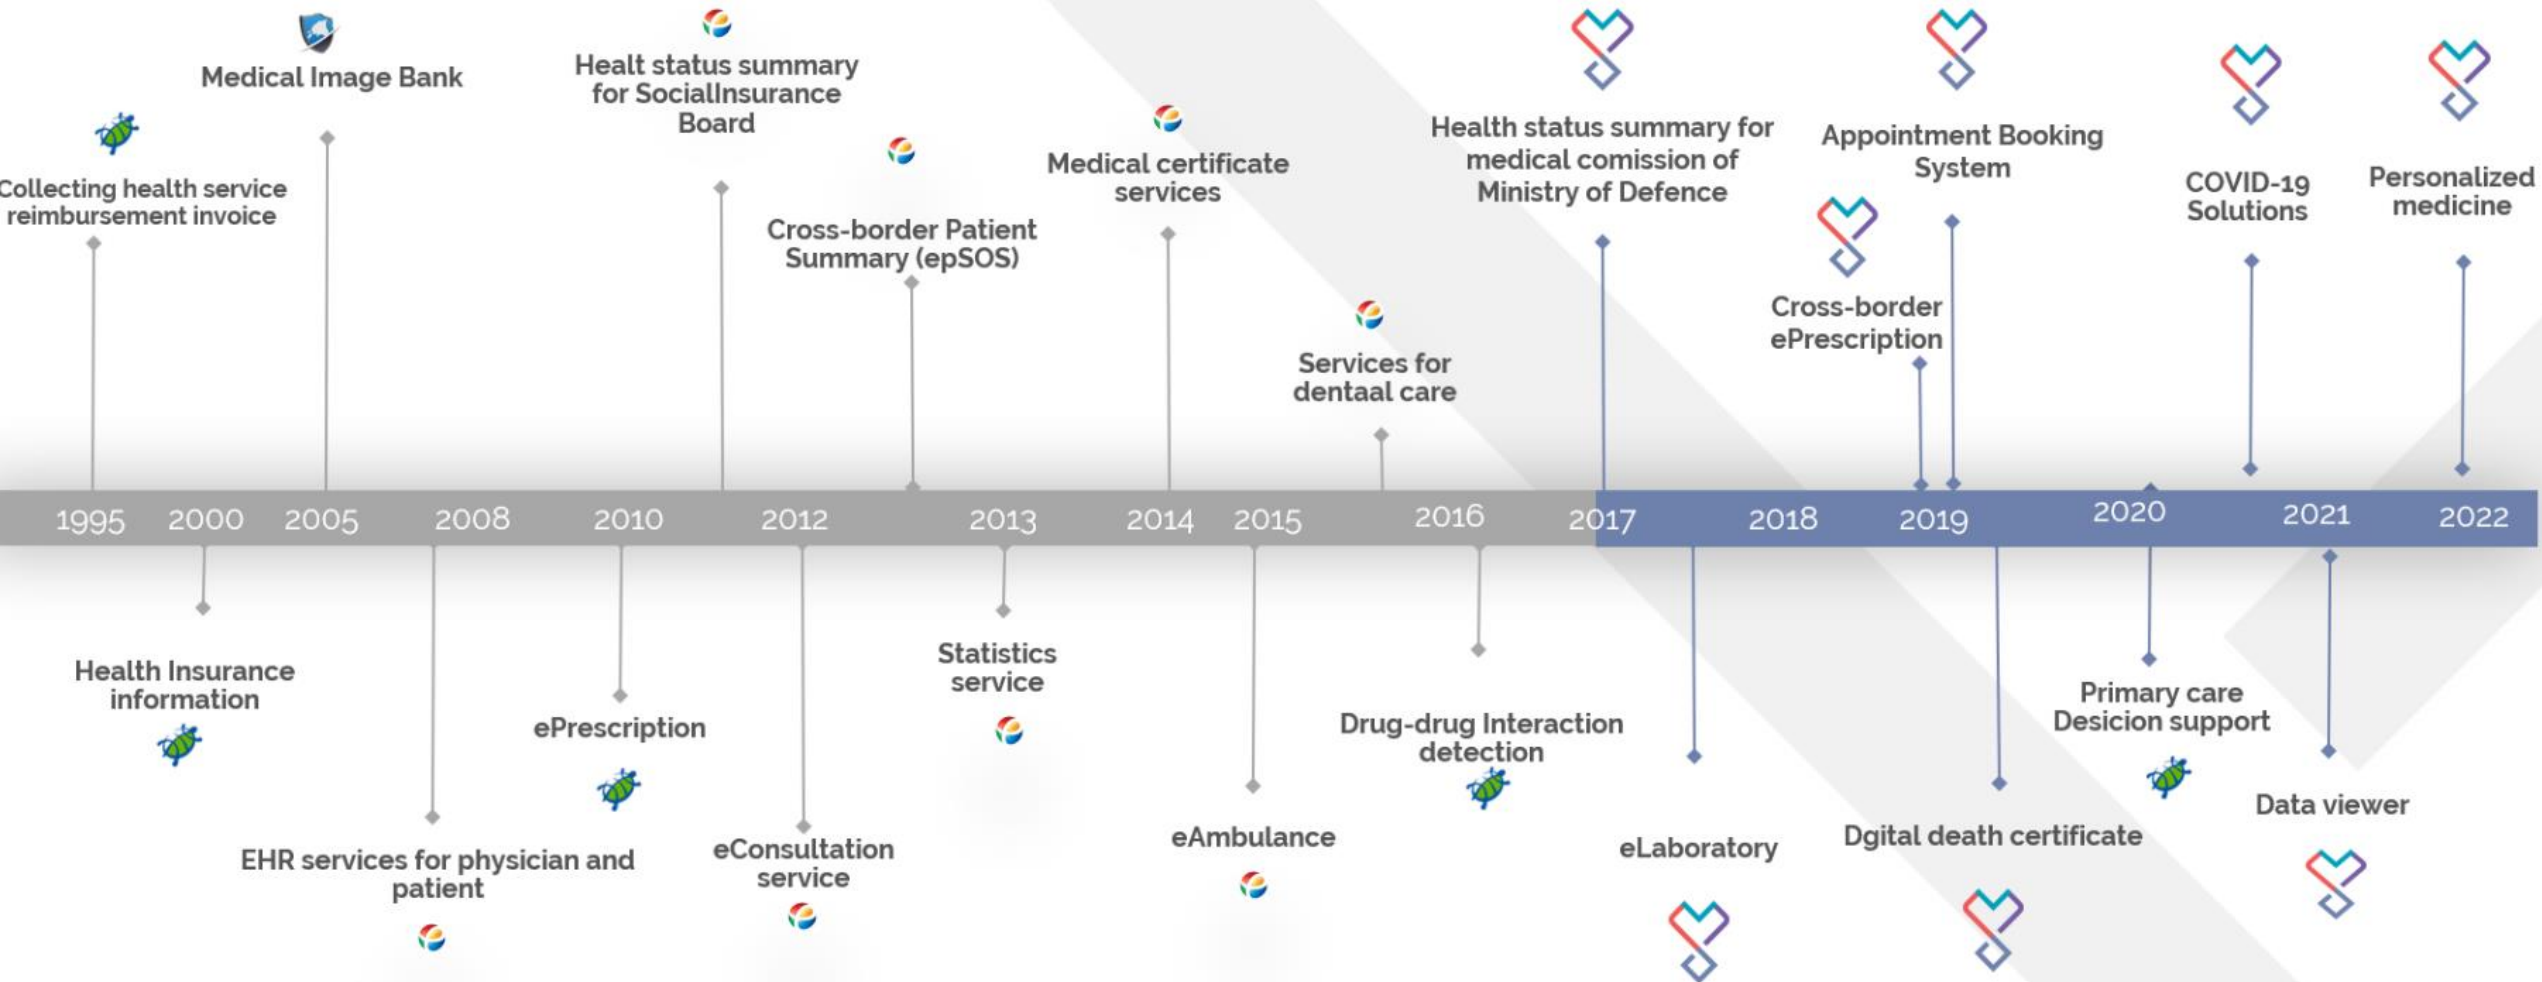 Medical Image Bank
Collecting health service
reimbursement invoice
Healt status summary
for SocialInsurance
Board
Cross-border Patient
Summary (epSOS)
Medical certificate
services
Services for
dentaal care
Health status summary for
medical comission of
Ministry of Defence
Appointment Booking
System
Cross-border
ePrescription
COVID-19
Solutions
Personalized
medicine
1995 2000 2005 2008 2010 2012 2013 2014 2015 2016 2017 2018 2019 2020 2021 2022
Health Insurance
information
EHR services for physician and
patient
ePrescription
eConsultation
service
Statistics
service
eAmbulance
Drug-drug Interaction
detection
eLaboratory
Dgital death certificate
Primary care
Desicion support
Data viewer